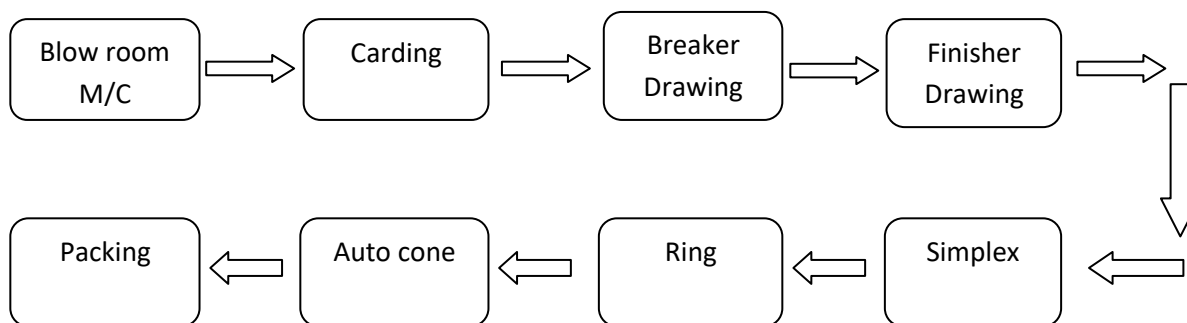 Blow room
M/C
Carding
Breaker
Drawing
Finisher
Drawing
Simplex
Ring
Auto cone
Packing